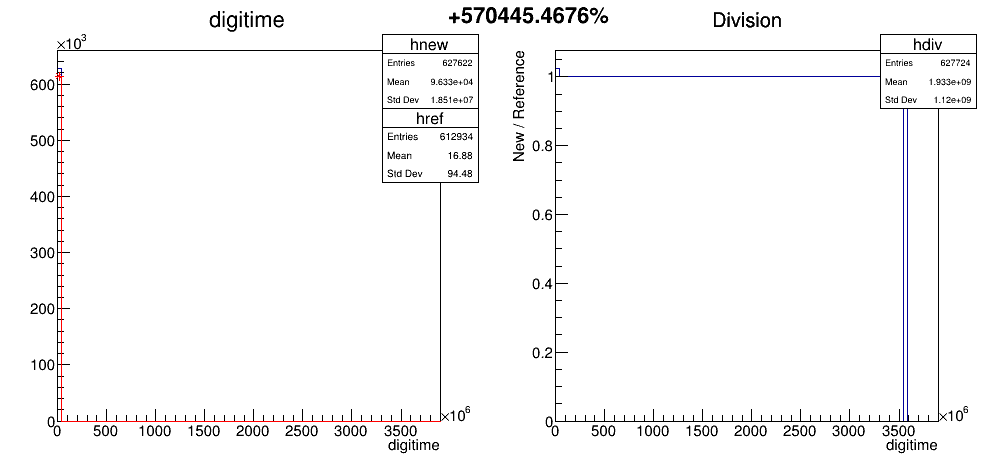 +570445.4676%
digitime
×10³
hnew
Entries 627622
Mean 9.633e+04
Std Dev 1.851e+07
href
Entries 612934
Mean 16.88
Std Dev 94.48
600
500
400
300
200
100
0
0 500 1000 1500 2000 2500 3000 3500
×10⁶
digitime
Division
hdiv
Entries 627724
Mean 1.933e+09
Std Dev 1.12e+09
New / Reference
1
0.8
0.6
0.4
0.2
0
0 500 1000 1500 2000 2500 3000 3500
×10⁶
digitime